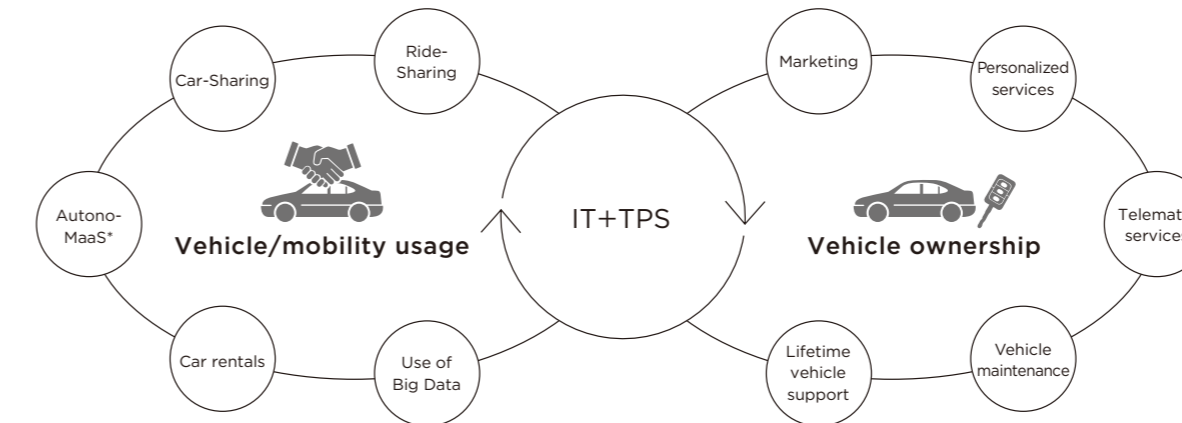 Ride-
Sharing
Car-Sharing
Autono-
MaaS*
Vehicle/mobility usage
Car rentals
Use of
Big Data
IT+TPS
Marketing
Personalized
services
Vehicle ownership
services
Vehicle
maintenance
Lifetime
vehicle
support